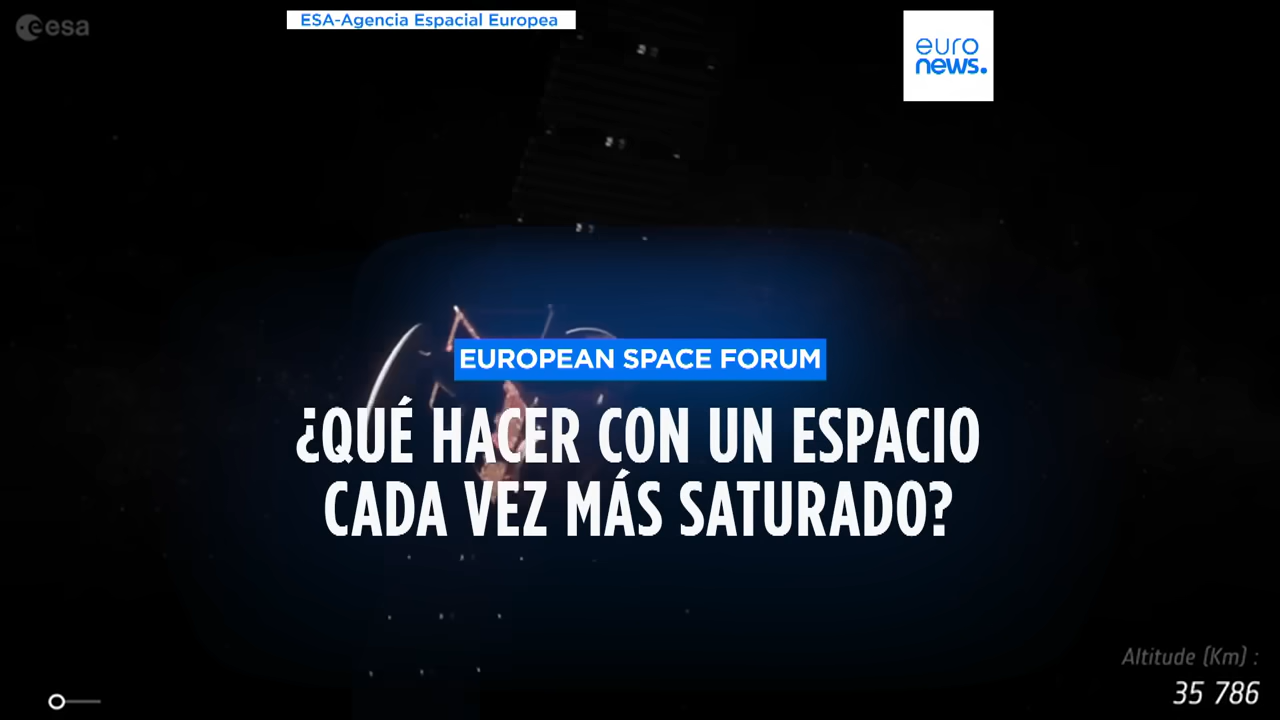 esa
ESA-Agencia Espacial Europea
euro
news.
EUROPEAN SPACE FORUM
¿QUÉ HACER CON UN ESPACIO
CADA VEZ MÁS SATURADO?
Altitude (Km) :
35 786